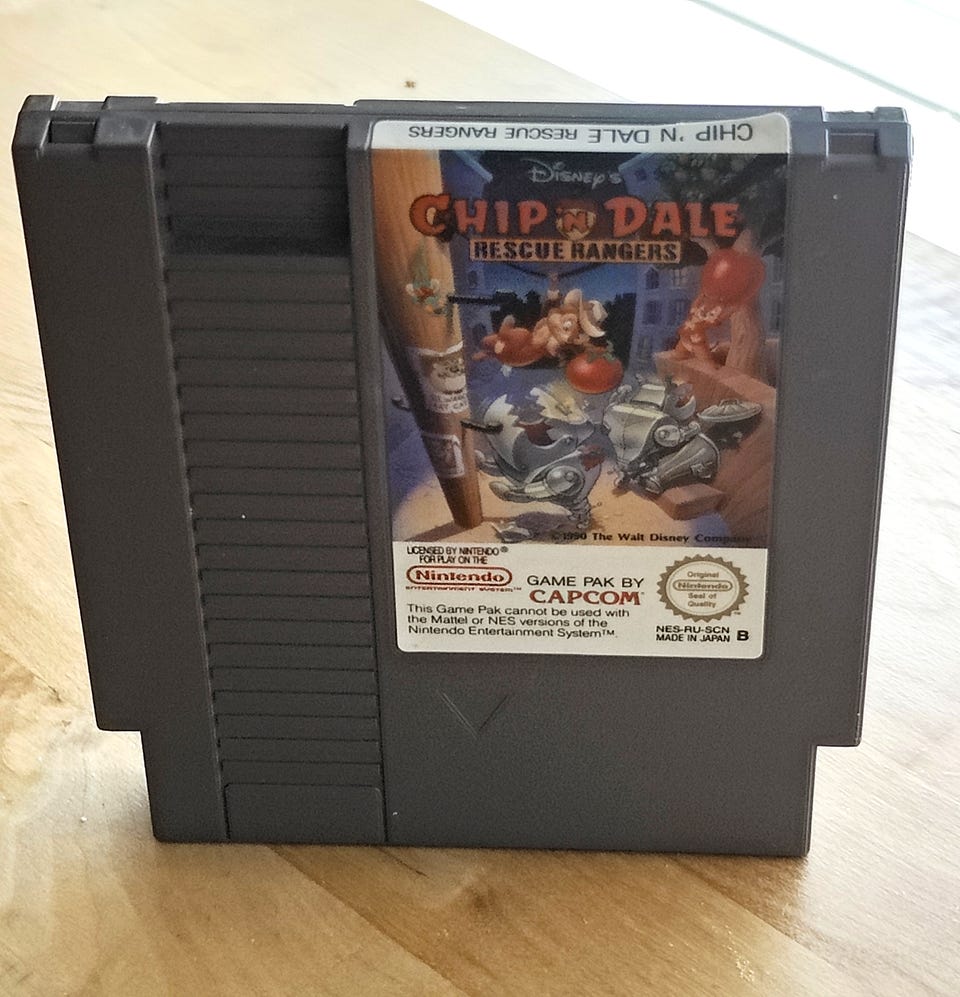 CHIP 'N DALE RESCUE RANGERS
DISNEY'S
CHIP 'N DALE
RESCUE RANGERS
©1990 The Walt Disney Company
LICENSED BY NINTENDO®
FOR PLAY ON THE
Nintendo
ENTERTAINMENT SYSTEM™
GAME PAK BY
CAPCOM
This Game Pak cannot be used with
the Mattel or NES versions of the
Nintendo Entertainment System™.
Original
Nintendo
Seal of
Quality
NES-RU-SCN
MADE IN JAPAN B